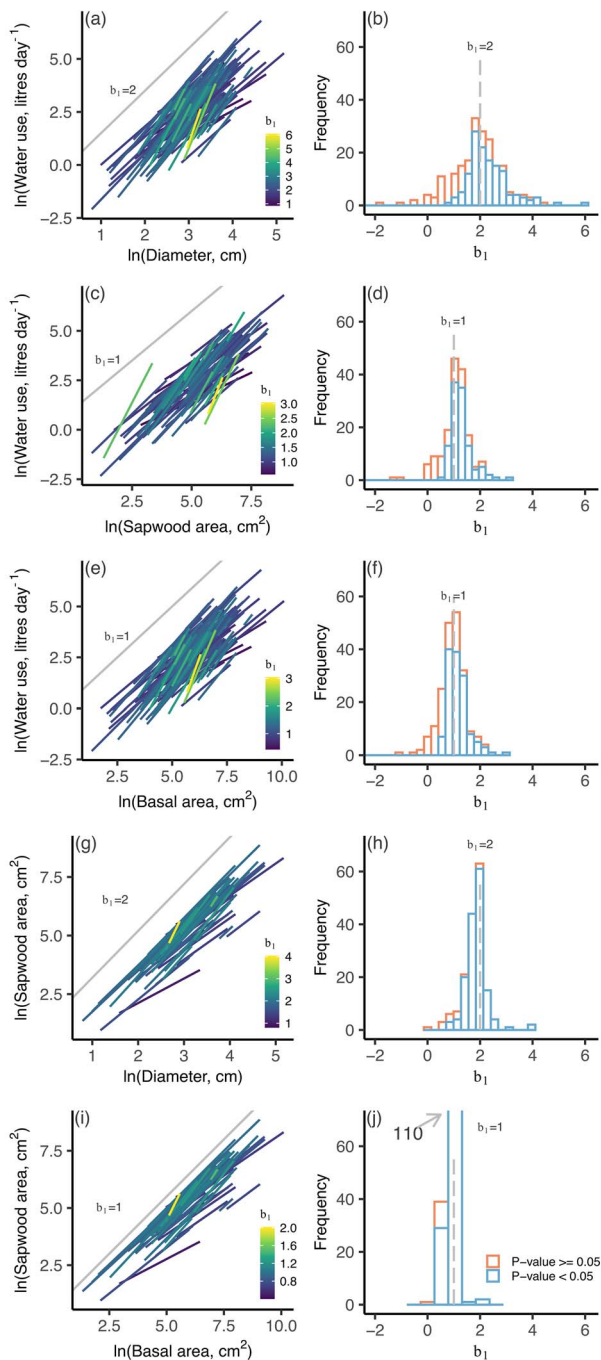 (a)
ln(Water use, litres day⁻¹)
5.0
2.5
0.0
−2.5
b₁=2
b₁
6
5
4
3
2
1
1 2 3 4 5
ln(Diameter, cm)
(b)
Frequency
60
40
20
0
b₁=2
−2 0 2 4 6
b₁
(c)
ln(Water use, litres day⁻¹)
5.0
2.5
0.0
−2.5
b₁=1
b₁
3.0
2.5
2.0
1.5
1.0
2.5 5.0 7.5
ln(Sapwood area, cm²)
(d)
Frequency
60
40
20
0
b₁=1
−2 0 2 4 6
b₁
(e)
ln(Water use, litres day⁻¹)
5.0
2.5
0.0
−2.5
b₁=1
b₁
3
2
1
2.5 5.0 7.5 10.0
ln(Basal area, cm²)
(f)
Frequency
60
40
20
0
b₁=1
−2 0 2 4 6
b₁
(g)
ln(Sapwood area, cm²)
7.5
5.0
2.5
b₁=2
b₁
4
3
2
1
1 2 3 4 5
ln(Diameter, cm)
(h)
Frequency
60
40
20
0
b₁=2
−2 0 2 4 6
b₁
(i)
ln(Sapwood area, cm²)
7.5
5.0
2.5
b₁=1
b₁
2.0
1.6
1.2
0.8
2.5 5.0 7.5 10.0
ln(Basal area, cm²)
(j)
Frequency
60
40
20
0
110
b₁=1
P-value >= 0.05
P-value < 0.05
−2 0 2 4 6
b₁